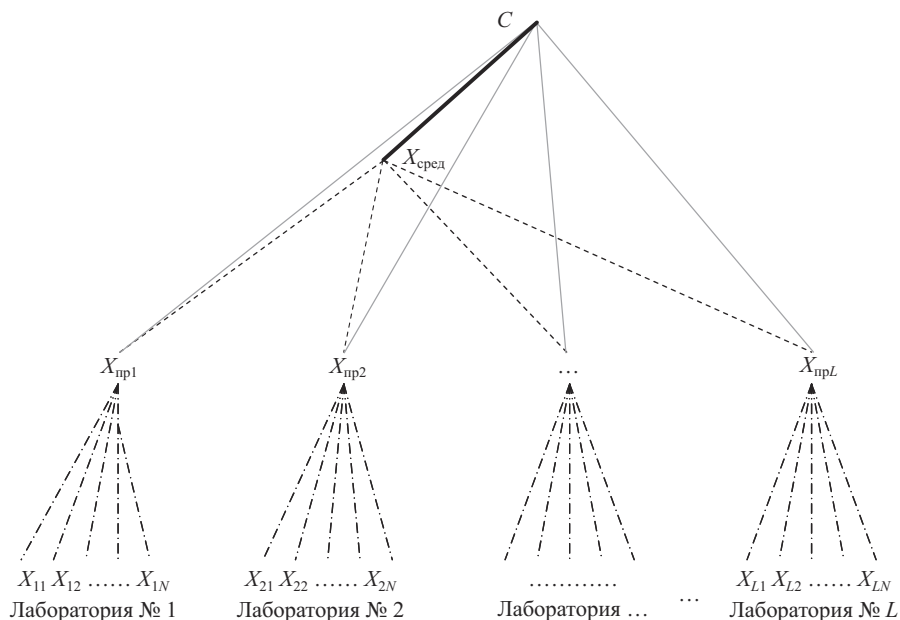 C
Xсред
Xпр1 Xпр2 … XпрL
X11 X12 …… X1N X21 X22 …… X2N ………… XL1 XL2 …… XLN
Лаборатория № 1 Лаборатория № 2 Лаборатория … … Лаборатория № L